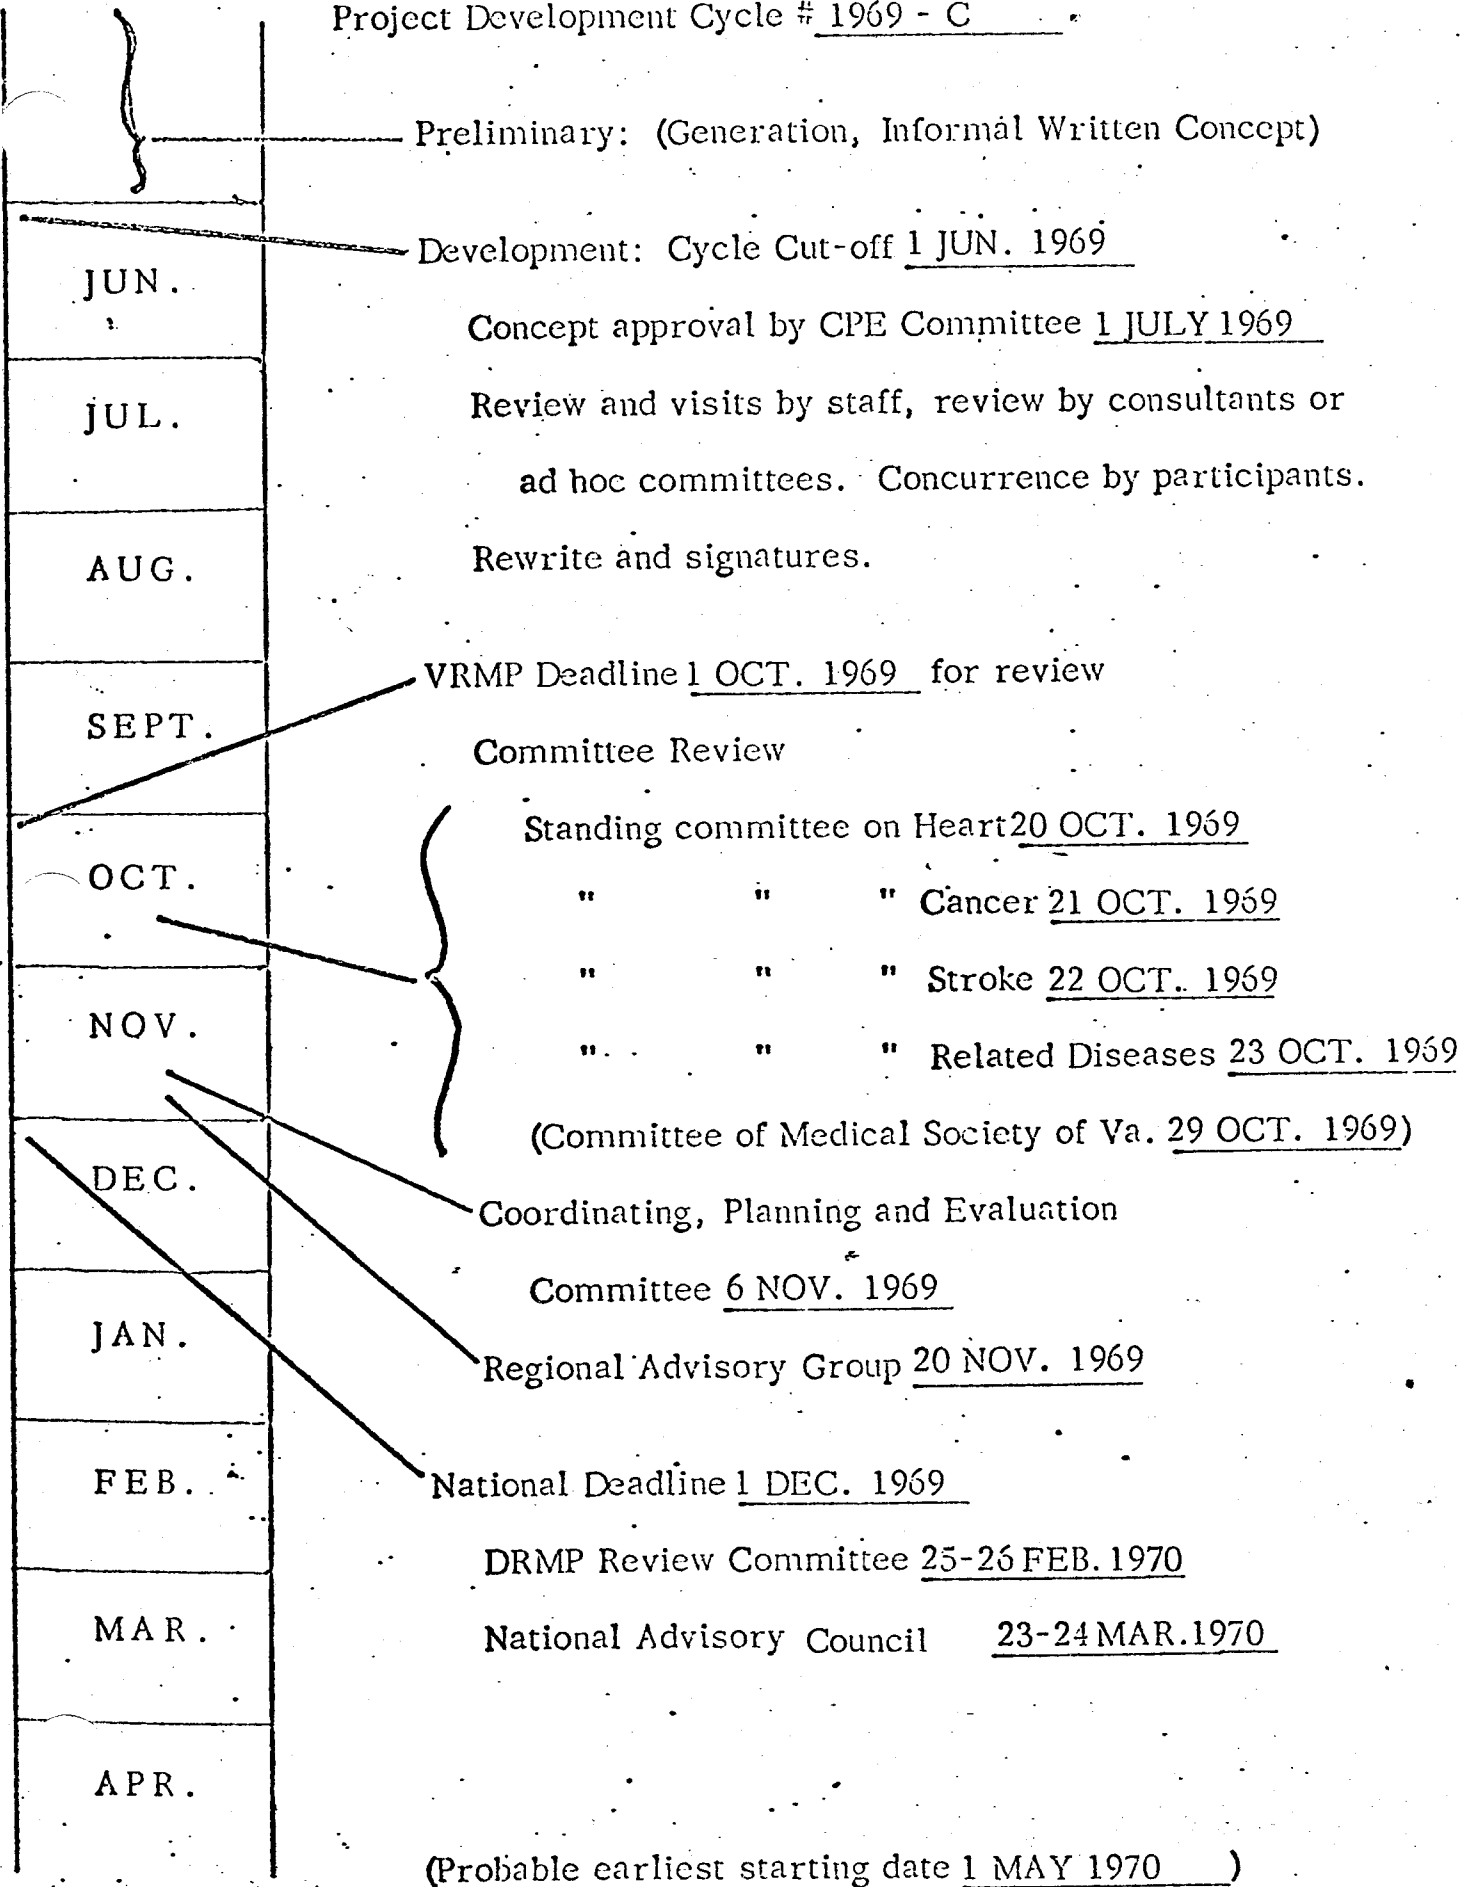 Project Development Cycle # 1969 - C
Preliminary: (Generation, Informal Written Concept)
Development: Cycle Cut-off 1 JUN. 1969
JUN.
Concept approval by CPE Committee 1 JULY 1969
JUL.
Review and visits by staff, review by consultants or
ad hoc committees. Concurrence by participants.
AUG.
Rewrite and signatures.
VRMP Deadline 1 OCT. 1969 for review
SEPT.
Committee Review
Standing committee on Heart 20 OCT. 1969
OCT.
" " " Cancer 21 OCT. 1969
" " " Stroke 22 OCT. 1969
NOV.
" " " Related Diseases 23 OCT. 1969
(Committee of Medical Society of Va. 29 OCT. 1969)
DEC.
Coordinating, Planning and Evaluation
Committee 6 NOV. 1969
JAN.
Regional Advisory Group 20 NOV. 1969
FEB.
National Deadline 1 DEC. 1969
DRMP Review Committee 25-26 FEB. 1970
MAR.
National Advisory Council 23-24 MAR. 1970
APR.
(Probable earliest starting date 1 MAY 1970 )